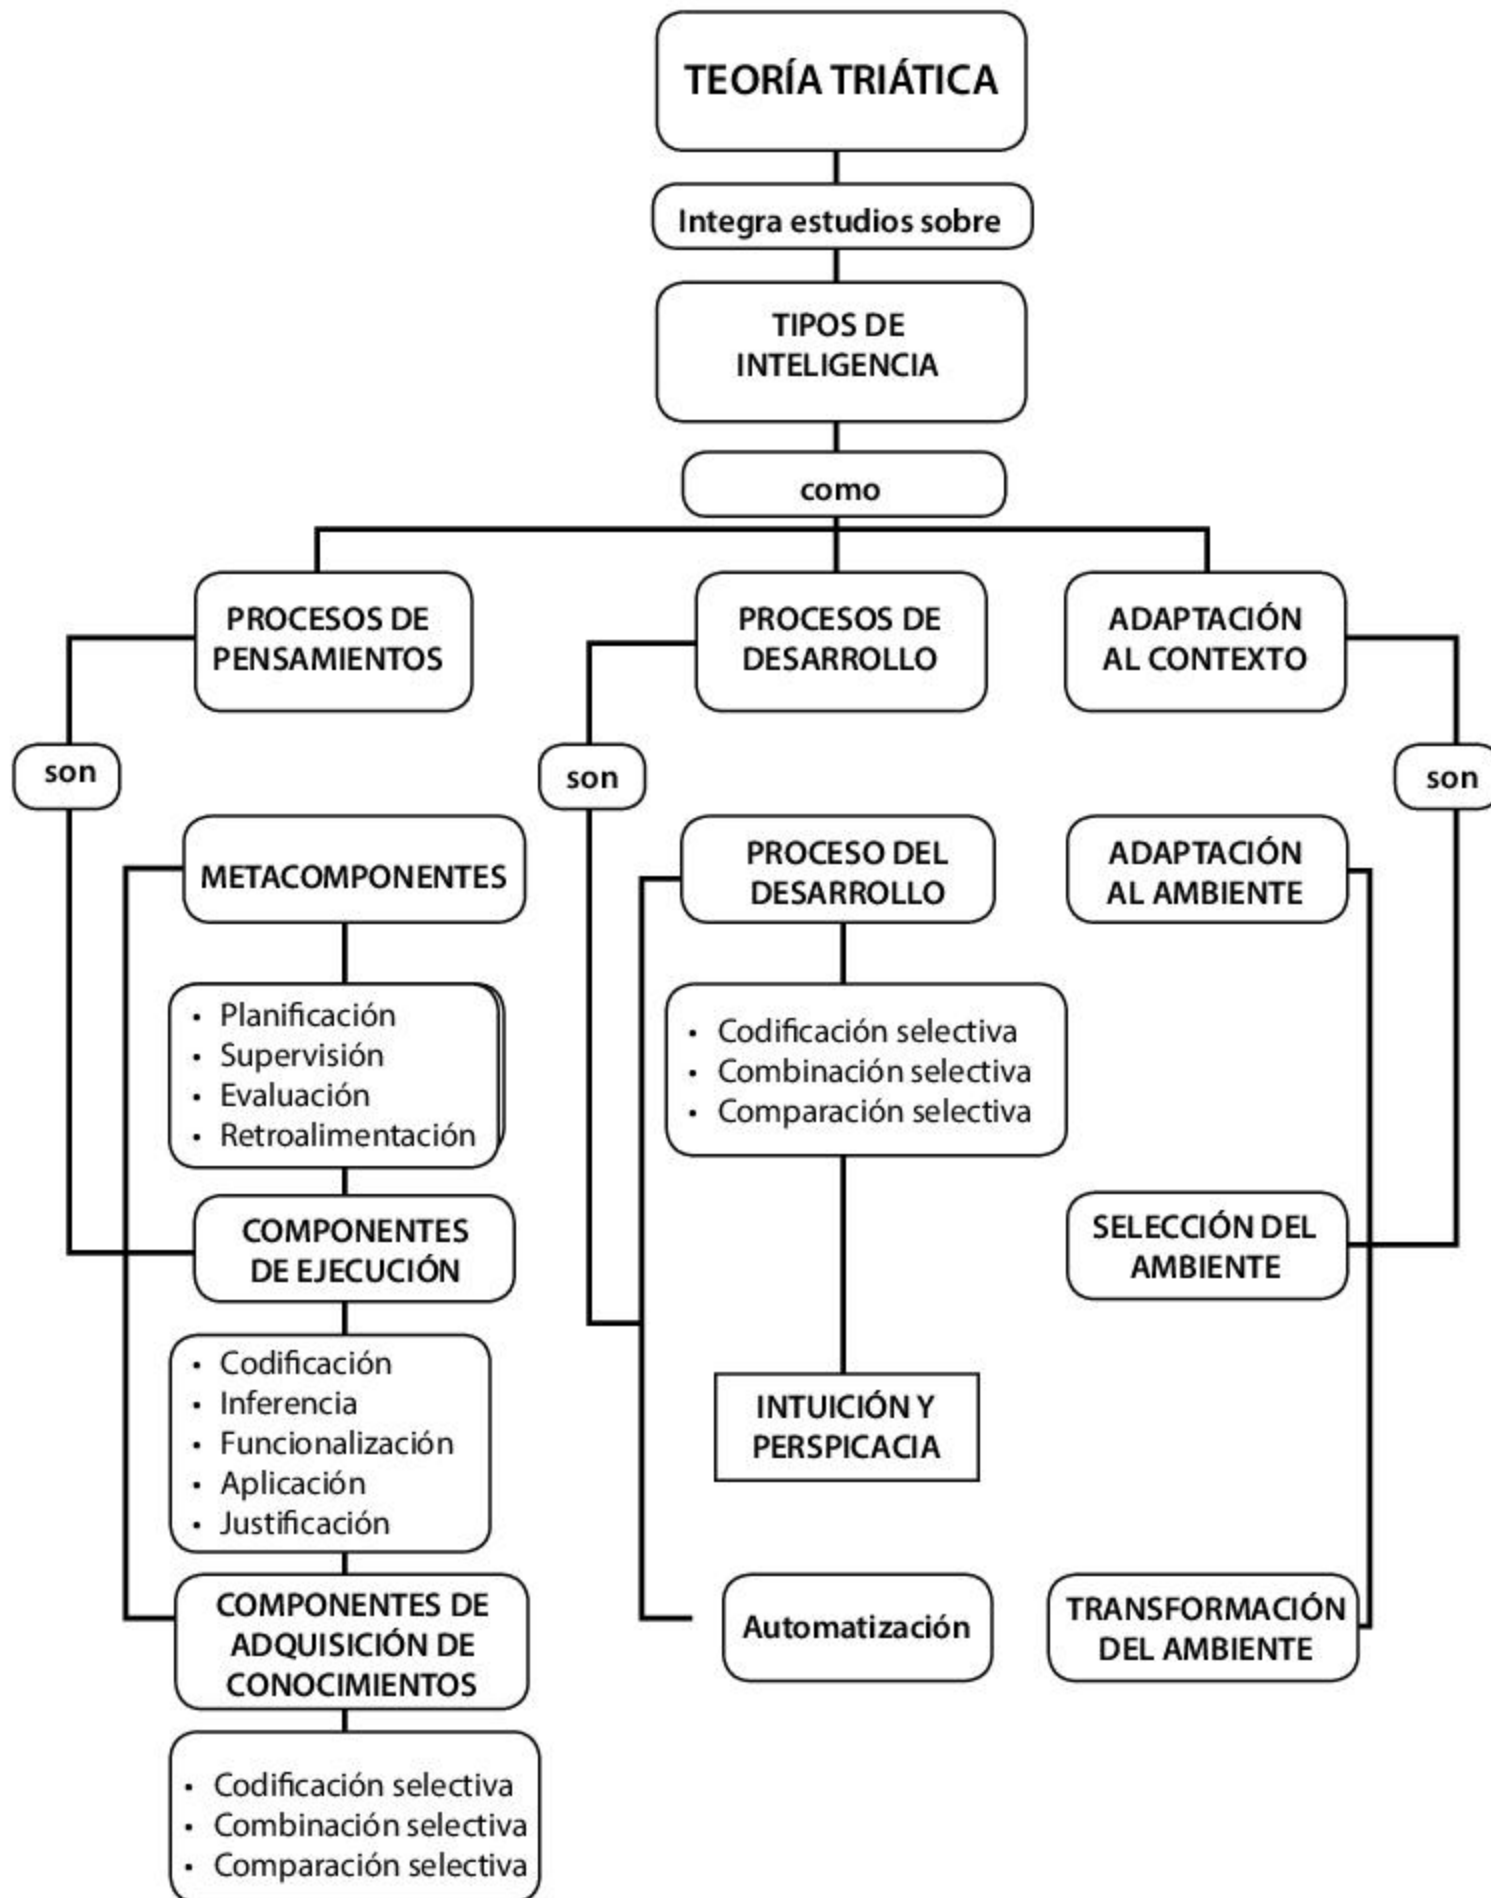 TEORÍA TRIÁTICA
Integra estudios sobre
TIPOS DE
INTELIGENCIA
como
PROCESOS DE
PENSAMIENTOS
PROCESOS DE
DESARROLLO
ADAPTACIÓN
AL CONTEXTO
son
son
son
METACOMPONENTES
• Planificación
• Supervisión
• Evaluación
• Retroalimentación
COMPONENTES
DE EJECUCIÓN
• Codificación
• Inferencia
• Funcionalización
• Aplicación
• Justificación
COMPONENTES DE
ADQUISICIÓN DE
CONOCIMIENTOS
• Codificación selectiva
• Combinación selectiva
• Comparación selectiva
PROCESO DEL
DESARROLLO
• Codificación selectiva
• Combinación selectiva
• Comparación selectiva
INTUICIÓN Y
PERSPICACIA
Automatización
ADAPTACIÓN
AL AMBIENTE
SELECCIÓN DEL
AMBIENTE
TRANSFORMACIÓN
DEL AMBIENTE